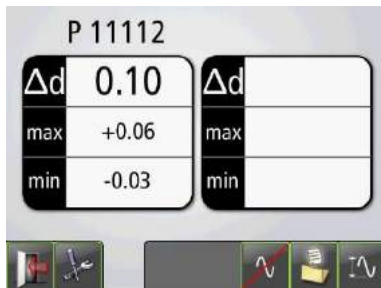 P 11112
Δd 0.10 Δd
max +0.06 max
min -0.03 min